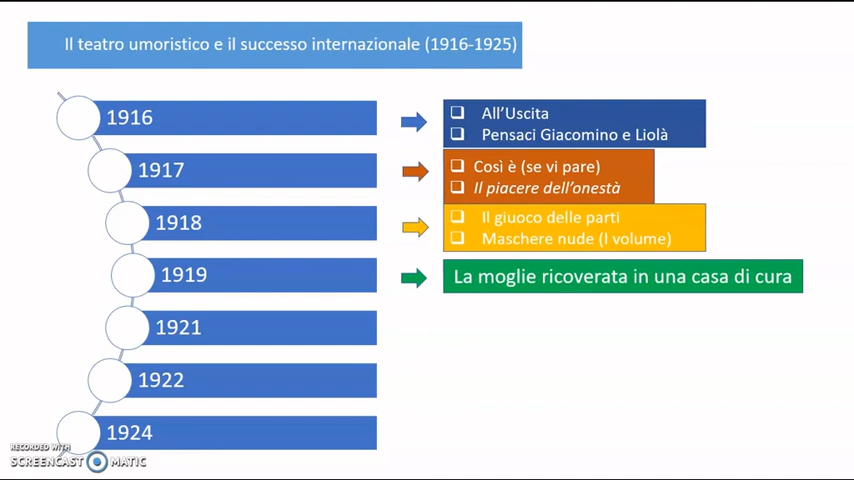 Il teatro umoristico e il successo internazionale (1916-1925)
1916
All'Uscita
Pensaci Giacomino e Liolà
1917
Così è (se vi pare)
Il piacere dell'onestà
1918
Il giuoco delle parti
Maschere nude (I volume)
1919
La moglie ricoverata in una casa di cura
1921
1922
1924
RECORDED WITH
SCREENCAST MATIC